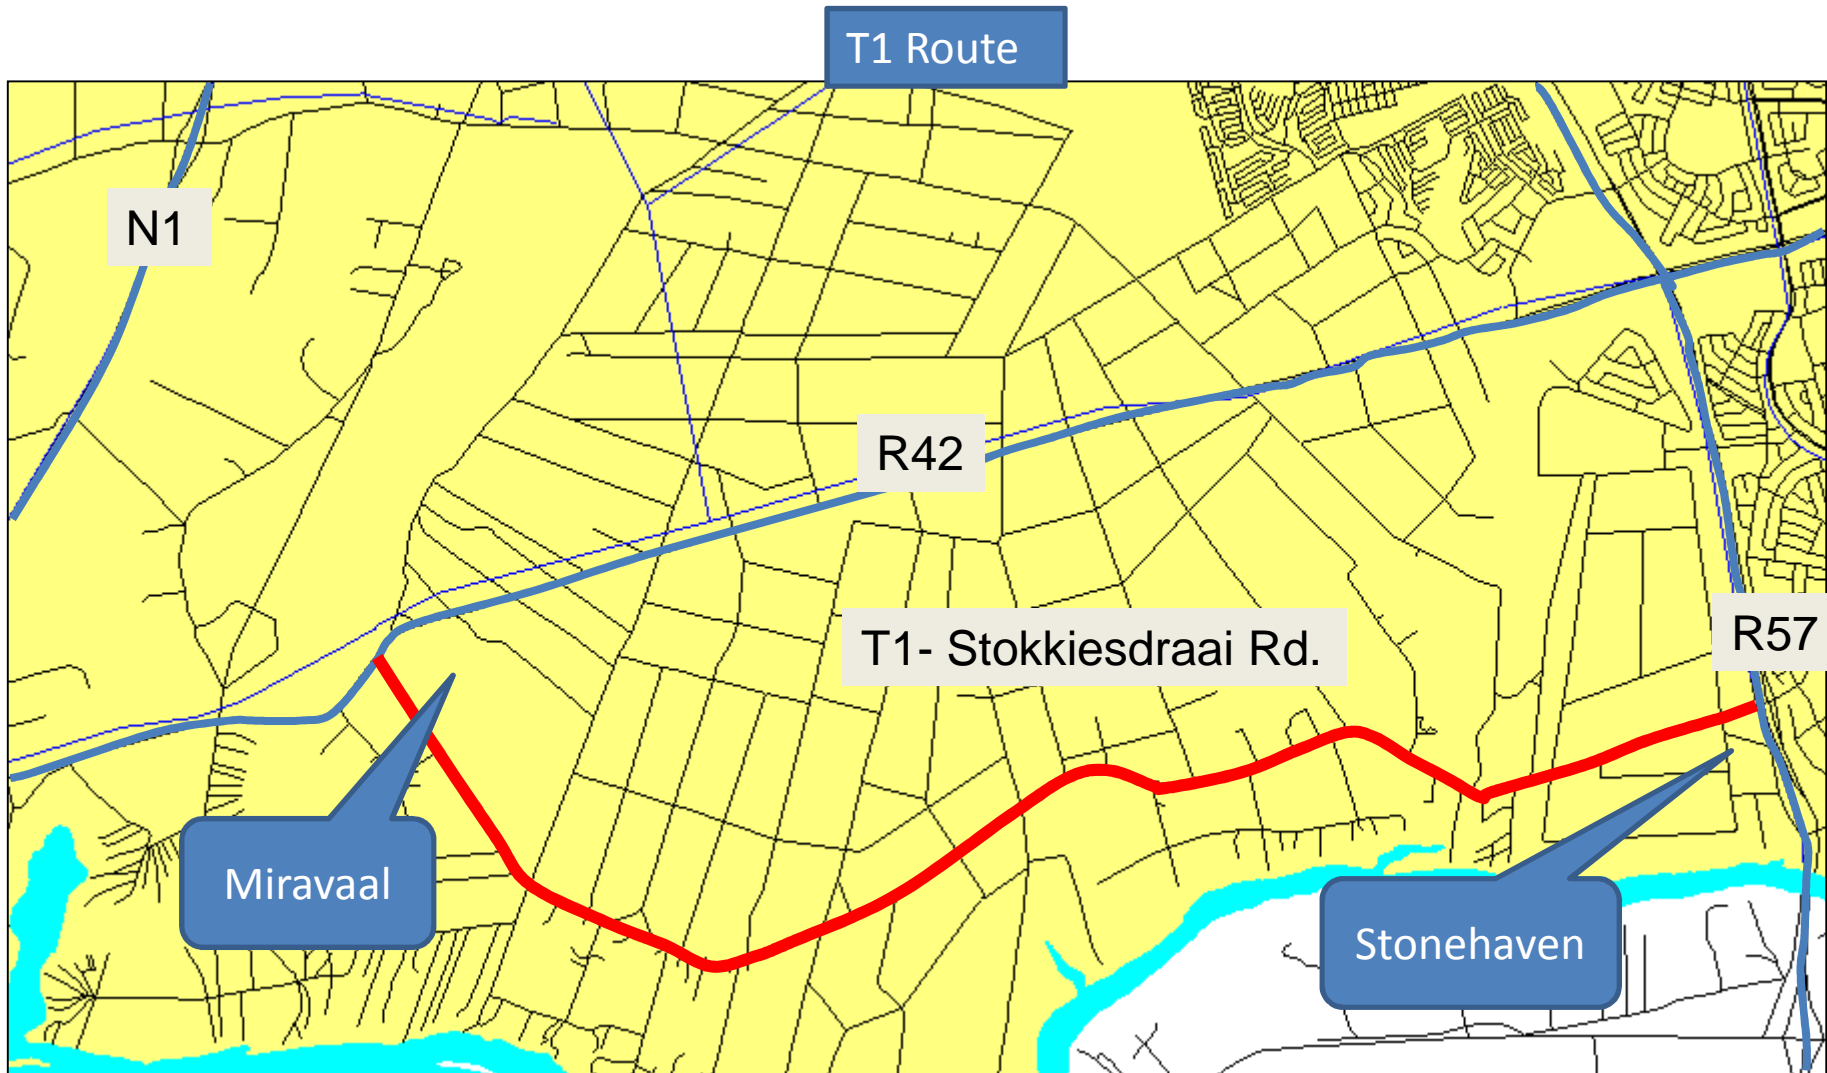 T1 Route
N1
R42
T1- Stokkiesdraai Rd.
R57
Miravaal
Stonehaven